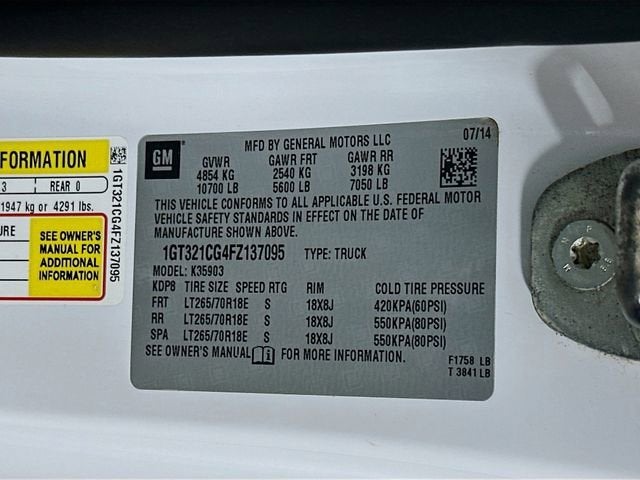 FORMATION
3 REAR 0
1947 kg or 4291 lbs.
SEE OWNER'S
MANUAL FOR
ADDITIONAL
INFORMATION
1GT321CG4FZ137095
GM
MFD BY GENERAL MOTORS LLC 07/14
GVWR GAWR FRT GAWR RR
4854 KG 2540 KG 3198 KG
10700 LB 5600 LB 7050 LB
THIS VEHICLE CONFORMS TO ALL APPLICABLE U.S. FEDERAL MOTOR
VEHICLE SAFETY STANDARDS IN EFFECT ON THE DATE OF
MANUFACTURE SHOWN ABOVE.
1GT321CG4FZ137095 TYPE: TRUCK
MODEL: K35903
KDP8 TIRE SIZE SPEED RTG RIM COLD TIRE PRESSURE
FRT LT265/70R18E S 18X8J 420KPA(60PSI)
RR LT265/70R18E S 18X8J 550KPA(80PSI)
SPA LT265/70R18E S 18X8J 550KPA(80PSI)
SEE OWNER'S MANUAL FOR MORE INFORMATION.
F1758 LB
T 3841 LB